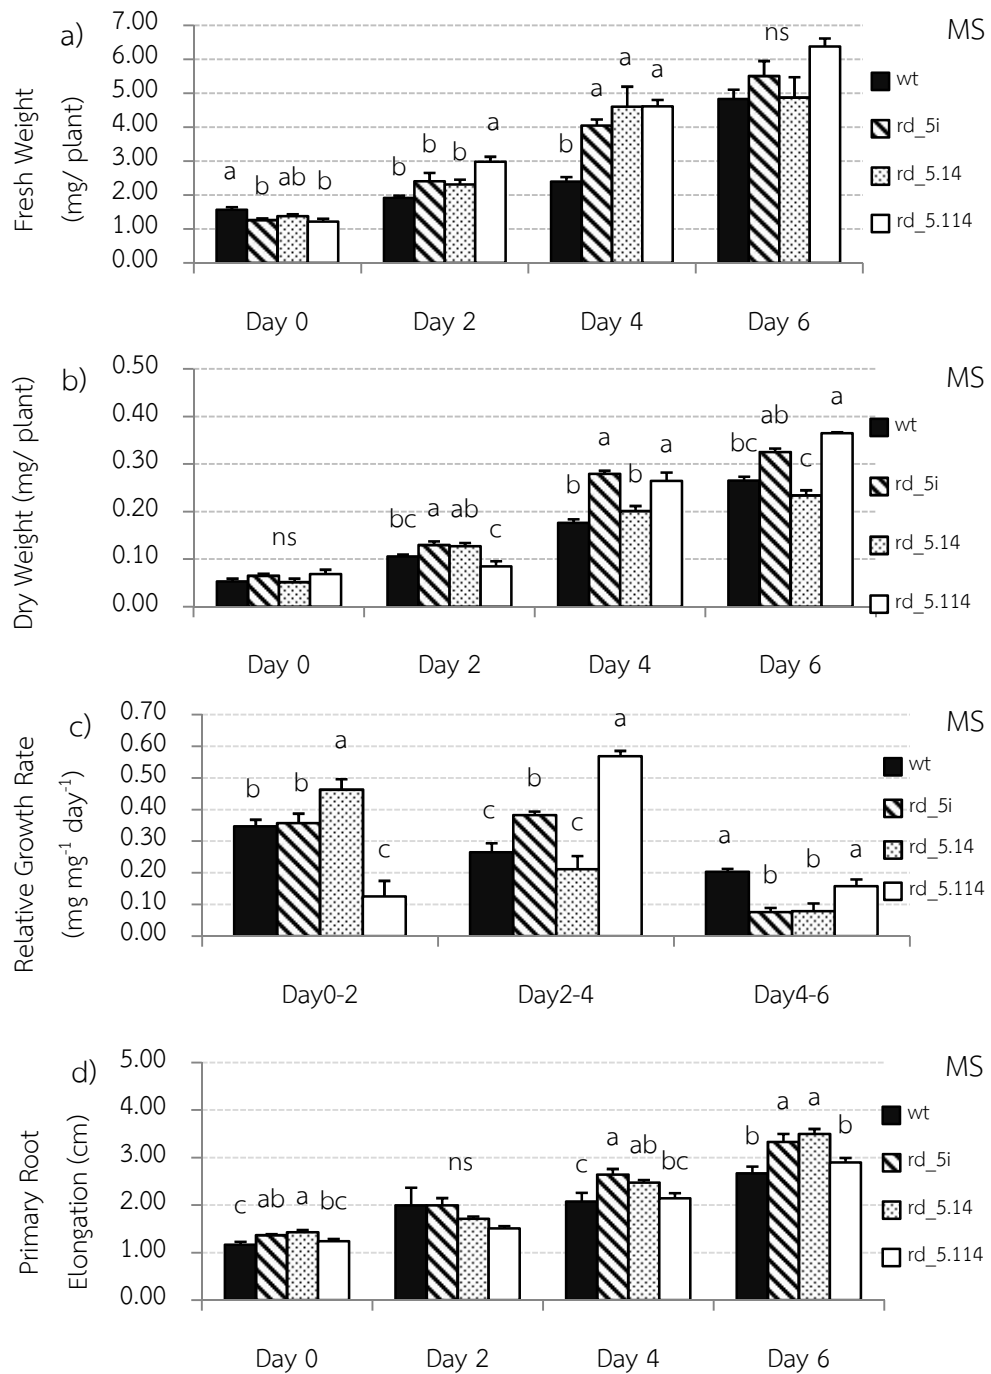 a)
MS
Fresh Weight
(mg/ plant)
7.00
6.00
5.00
4.00
3.00
2.00
1.00
0.00
a b ab b
b b b a
b a a a
ns
Day 0 Day 2 Day 4 Day 6
wt
rd_5i
rd_5.14
rd_5.114
b)
MS
Dry Weight (mg/ plant)
0.50
0.40
0.30
0.20
0.10
0.00
ns
bc a ab c
b a b a
bc ab c a
Day 0 Day 2 Day 4 Day 6
wt
rd_5i
rd_5.14
rd_5.114
c)
MS
Relative Growth Rate
(mg mg⁻¹ day⁻¹)
0.70
0.60
0.50
0.40
0.30
0.20
0.10
0.00
b b a c
c b c a
a b b a
Day0-2 Day2-4 Day4-6
wt
rd_5i
rd_5.14
rd_5.114
d)
MS
Primary Root
Elongation (cm)
5.00
4.00
3.00
2.00
1.00
0.00
c ab a bc
ns
c a ab bc
b a a b
Day 0 Day 2 Day 4 Day 6
wt
rd_5i
rd_5.14
rd_5.114